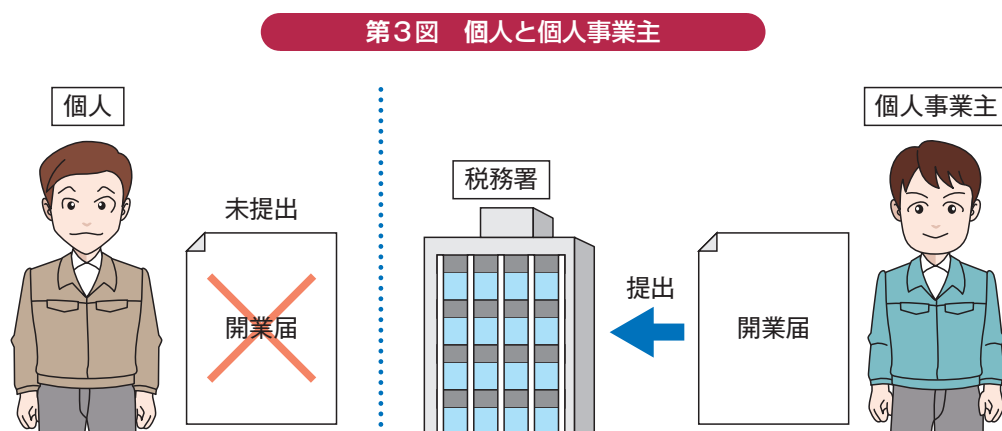 第3図　個人と個人事業主
個人
個人事業主
税務署
未提出
提出
開業届
開業届